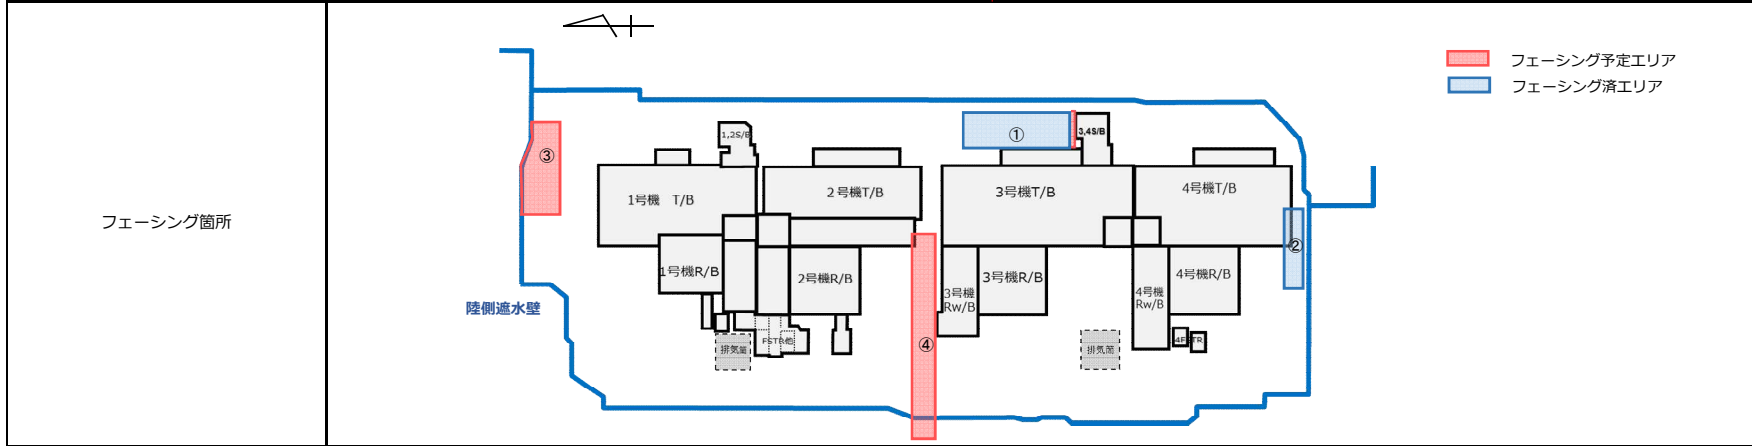 フェーシング箇所
フェーシング予定エリア
フェーシング済エリア
①
3,4S/B
1,2S/B
③
1号機 T/B
2号機T/B
3号機T/B
4号機T/B
②
1号機R/B
2号機R/B
3号機R/B
4号機R/B
3号機
Rw/B
4号機
Rw/B
陸側遮水壁
排気筒
FSTR他
④
排気筒